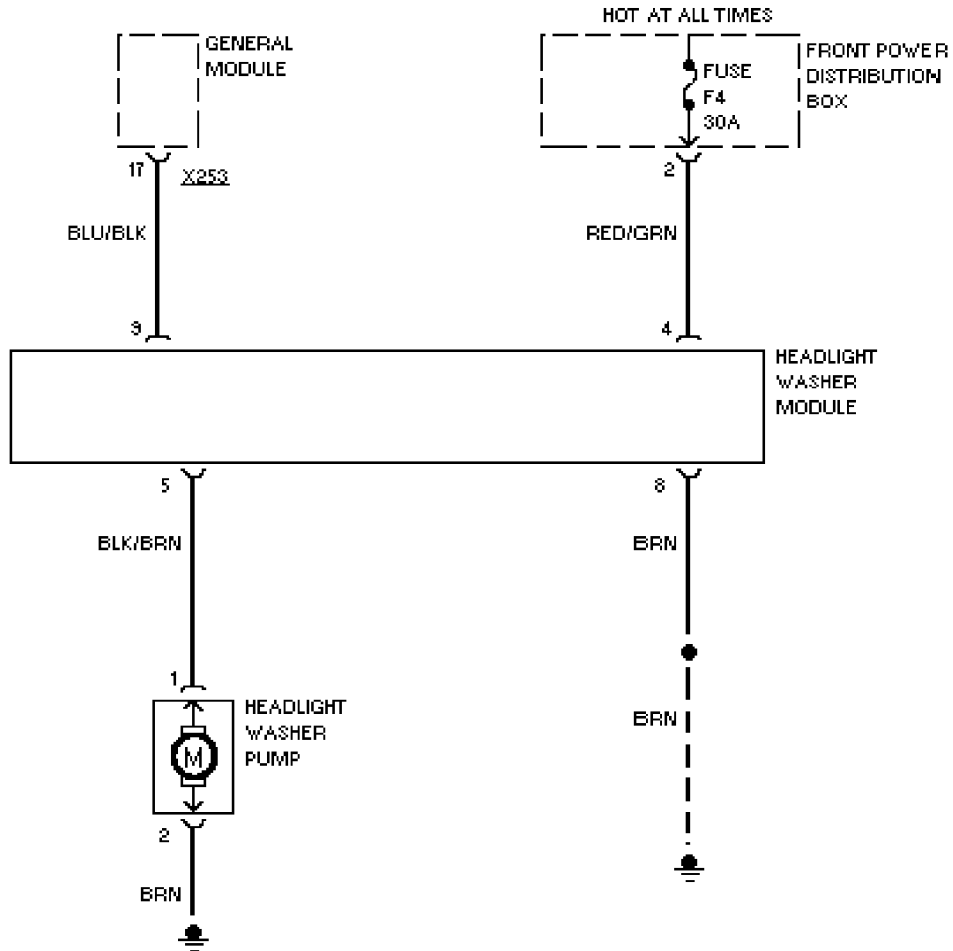 HOT AT ALL TIMES
GENERAL
MODULE
FUSE
F4
30A
FRONT POWER
DISTRIBUTION
BOX
17
X253
2
BLU/BLK
RED/GRN
9
4
HEADLIGHT
WASHER
MODULE
5
8
BLK/BRN
BRN
1
HEADLIGHT
WASHER
PUMP
M
BRN
2
BRN